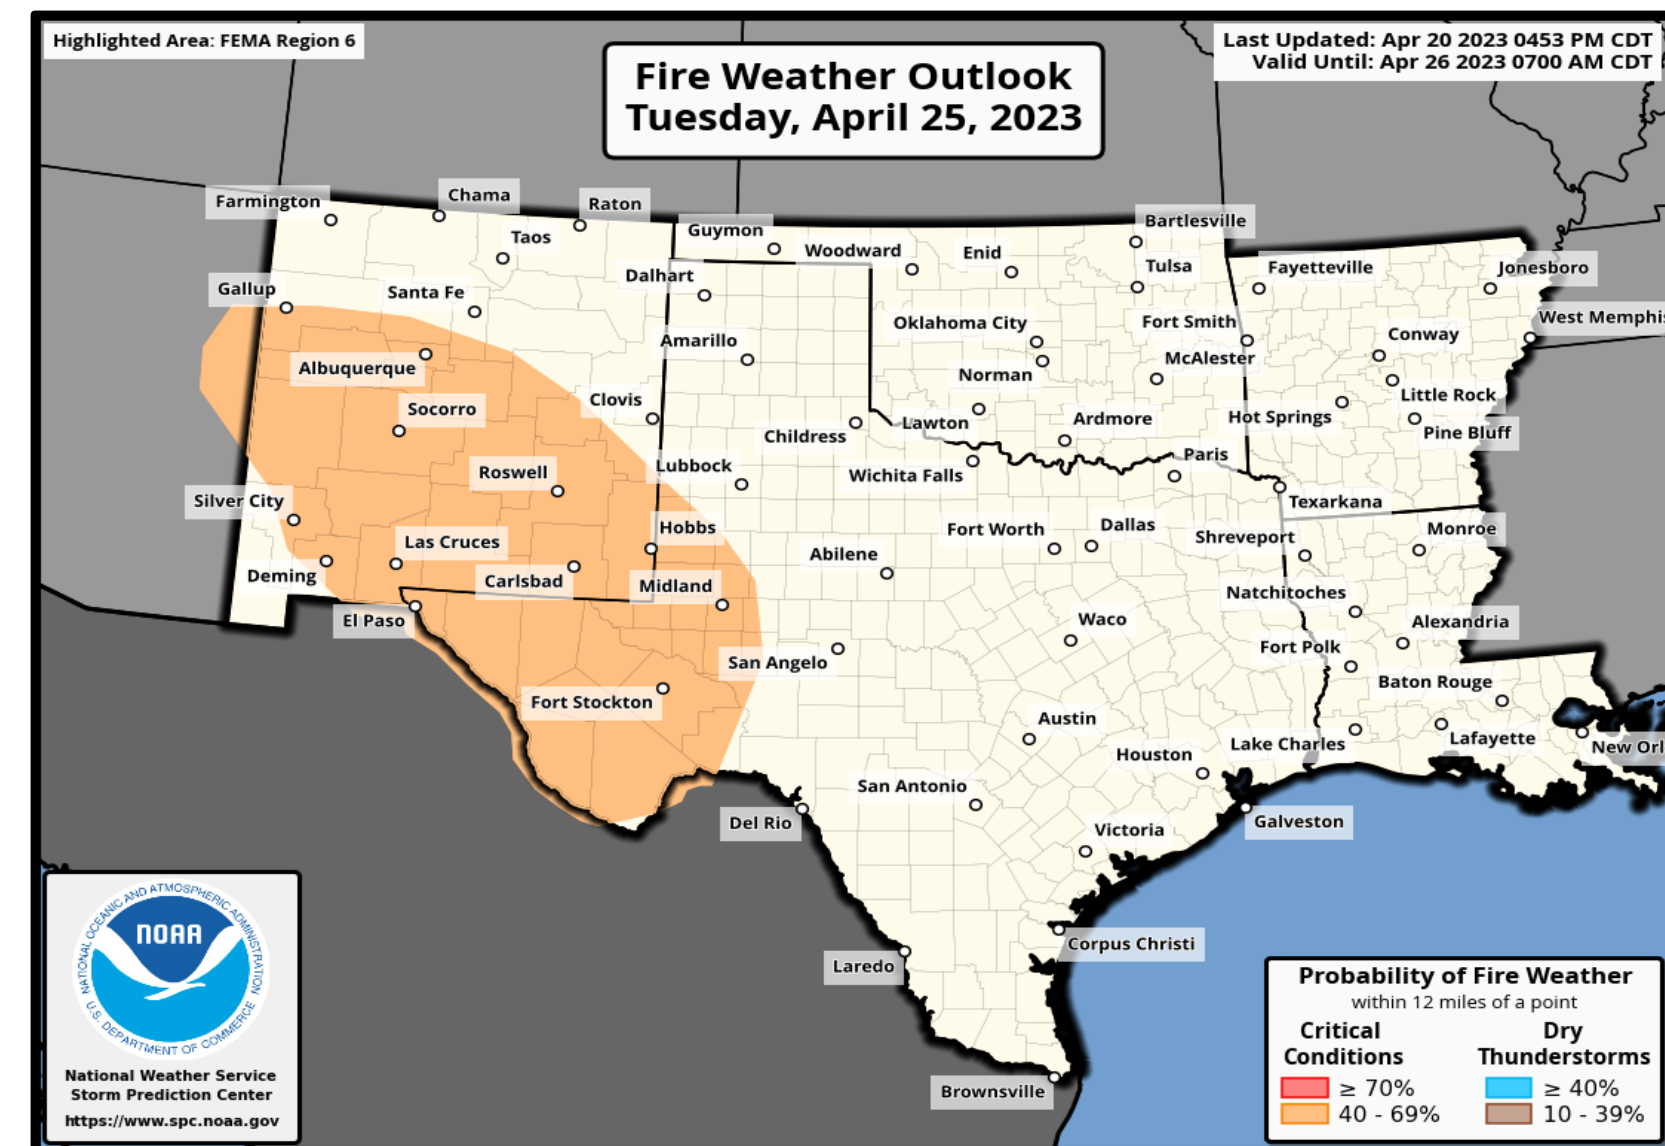 Highlighted Area: FEMA Region 6
Last Updated: Apr 20 2023 0453 PM CDT
Valid Until: Apr 26 2023 0700 AM CDT
Fire Weather Outlook
Tuesday, April 25, 2023
Farmington
Chama
Raton
Taos
Guymon
Woodward
Enid
Bartlesville
Tulsa
Fayetteville
Jonesboro
Gallup
Santa Fe
Dalhart
Oklahoma City
Fort Smith
West Memphis
Amarillo
Conway
Albuquerque
Norman
McAlester
Little Rock
Socorro
Clovis
Childress
Lawton
Ardmore
Hot Springs
Pine Bluff
Roswell
Lubbock
Wichita Falls
Paris
Silver City
Texarkana
Las Cruces
Hobbs
Fort Worth
Dallas
Shreveport
Monroe
Deming
Carlsbad
Midland
Abilene
Natchitoches
El Paso
Waco
Alexandria
San Angelo
Fort Polk
Fort Stockton
Baton Rouge
Austin
Houston
Lake Charles
Lafayette
New Orl
San Antonio
Del Rio
Victoria
Galveston
Corpus Christi
Laredo
Brownsville
NATIONAL OCEANIC AND ATMOSPHERIC ADMINISTRATION
NOAA
U.S. DEPARTMENT OF COMMERCE
National Weather Service
Storm Prediction Center
https://www.spc.noaa.gov
Probability of Fire Weather
within 12 miles of a point
Critical Conditions
≥ 70%
40 - 69%
Dry Thunderstorms
≥ 40%
10 - 39%